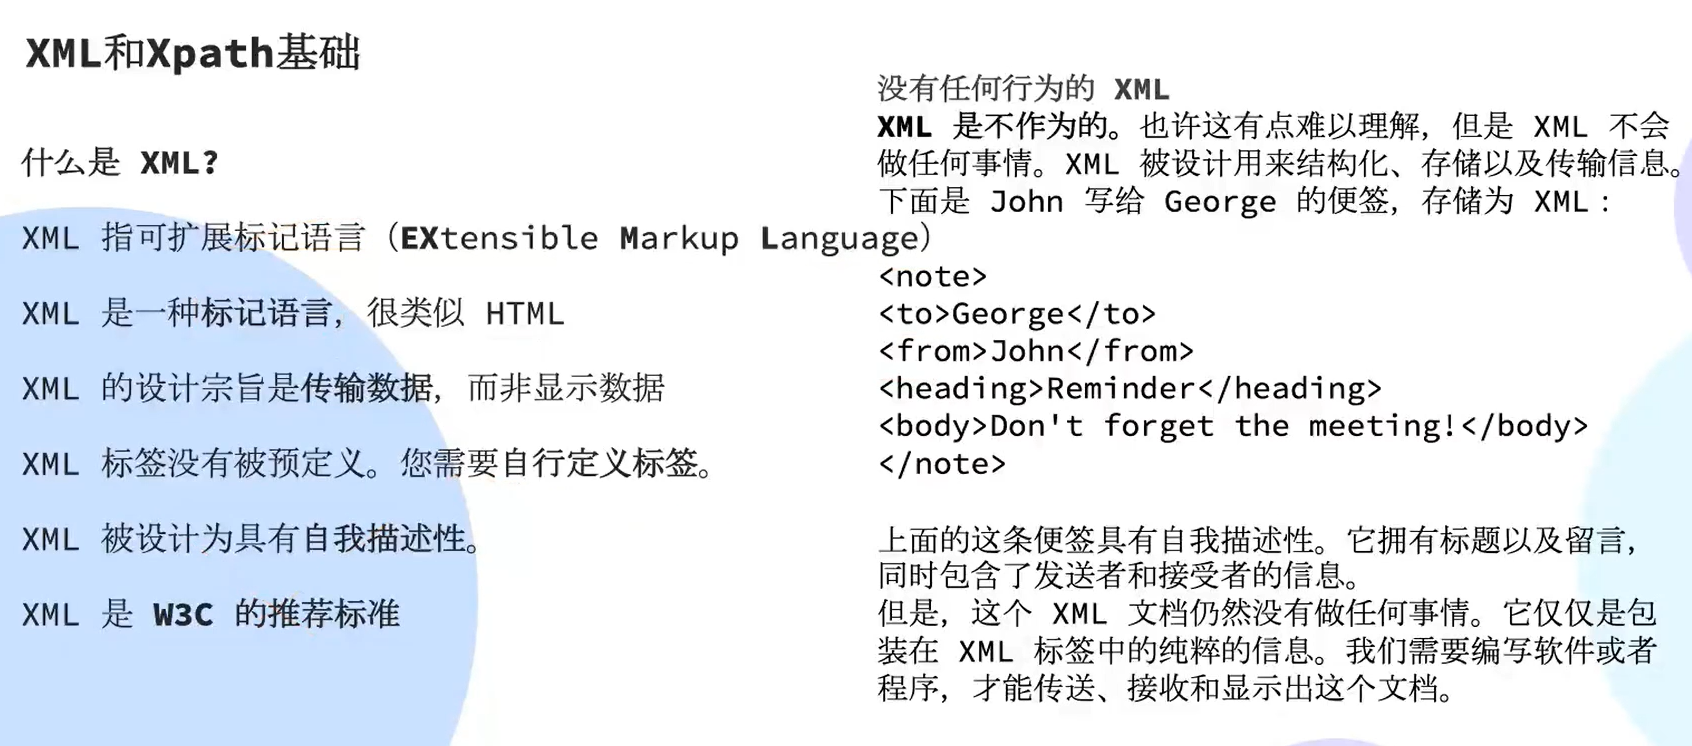 XML和Xpath基础
什么是 XML?
XML 指可扩展标记语言（EXtensible Markup Language）
XML 是一种标记语言，很类似 HTML
XML 的设计宗旨是传输数据，而非显示数据
XML 标签没有被预定义。您需要自行定义标签。
XML 被设计为具有自我描述性。
XML 是 W3C 的推荐标准
没有任何行为的 XML
XML 是不作为的。也许这有点难以理解，但是 XML 不会
做任何事情。XML 被设计用来结构化、存储以及传输信息。
下面是 John 写给 George 的便签，存储为 XML：
<note>
<to>George</to>
<from>John</from>
<heading>Reminder</heading>
<body>Don't forget the meeting!</body>
</note>
上面的这条便签具有自我描述性。它拥有标题以及留言，
同时包含了发送者和接受者的信息。
但是，这个 XML 文档仍然没有做任何事情。它仅仅是包
装在 XML 标签中的纯粹的信息。我们需要编写软件或者
程序，才能传送、接收和显示出这个文档。